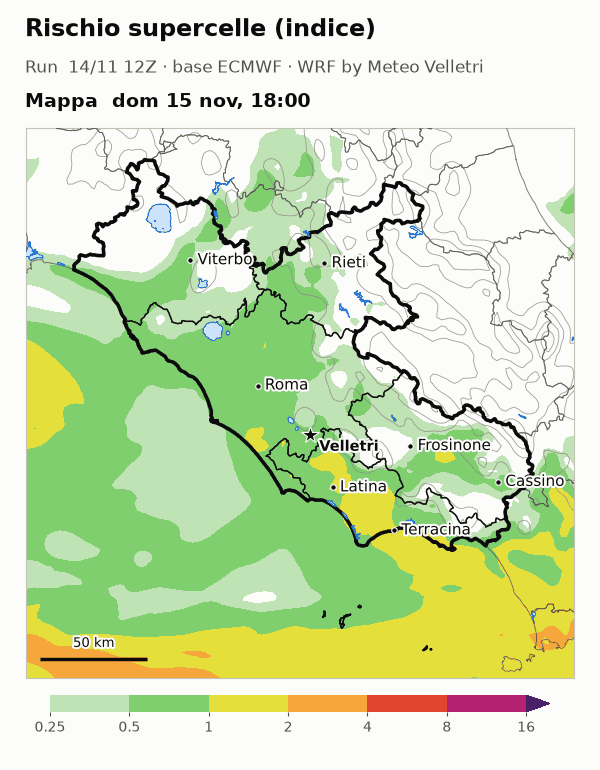 Rischio supercelle (indice)
Run 14/11 12Z · base ECMWF · WRF by Meteo Velletri
Mappa dom 15 nov, 18:00
Viterbo
Rieti
Roma
Velletri
Frosinone
Cassino
Latina
Terracina
50 km
0.25 0.5 1 2 4 8 16